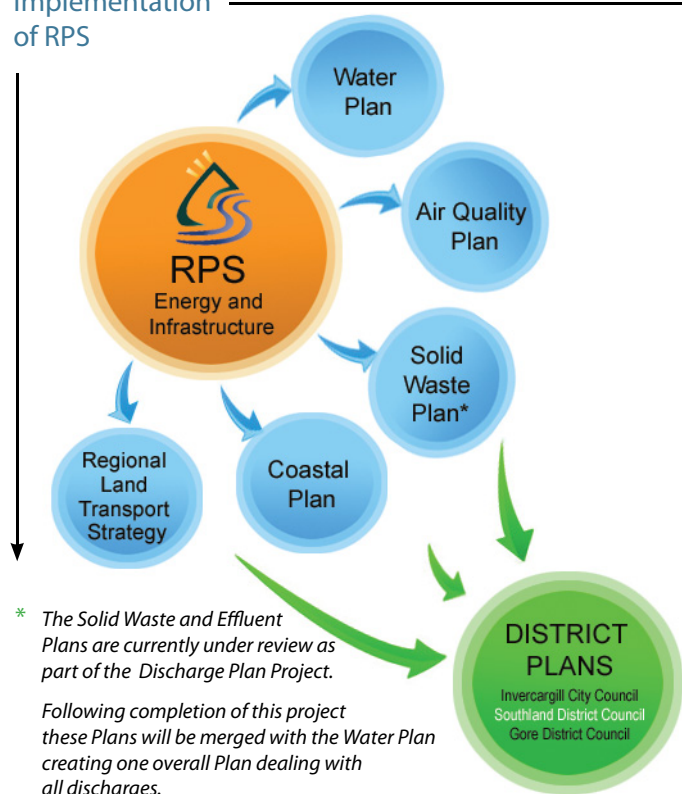 Implementation
of RPS
Water
Plan
Air Quality
Plan
RPS
Energy and
Infrastructure
Solid
Waste
Plan*
Regional
Land
Transport
Strategy
Coastal
Plan
* The Solid Waste and Effluent
Plans are currently under review as
part of the Discharge Plan Project.
Following completion of this project
these Plans will be merged with the Water Plan
creating one overall Plan dealing with
all discharges.
DISTRICT
PLANS
Invercargill City Council
Southland District Council
Gore District Council